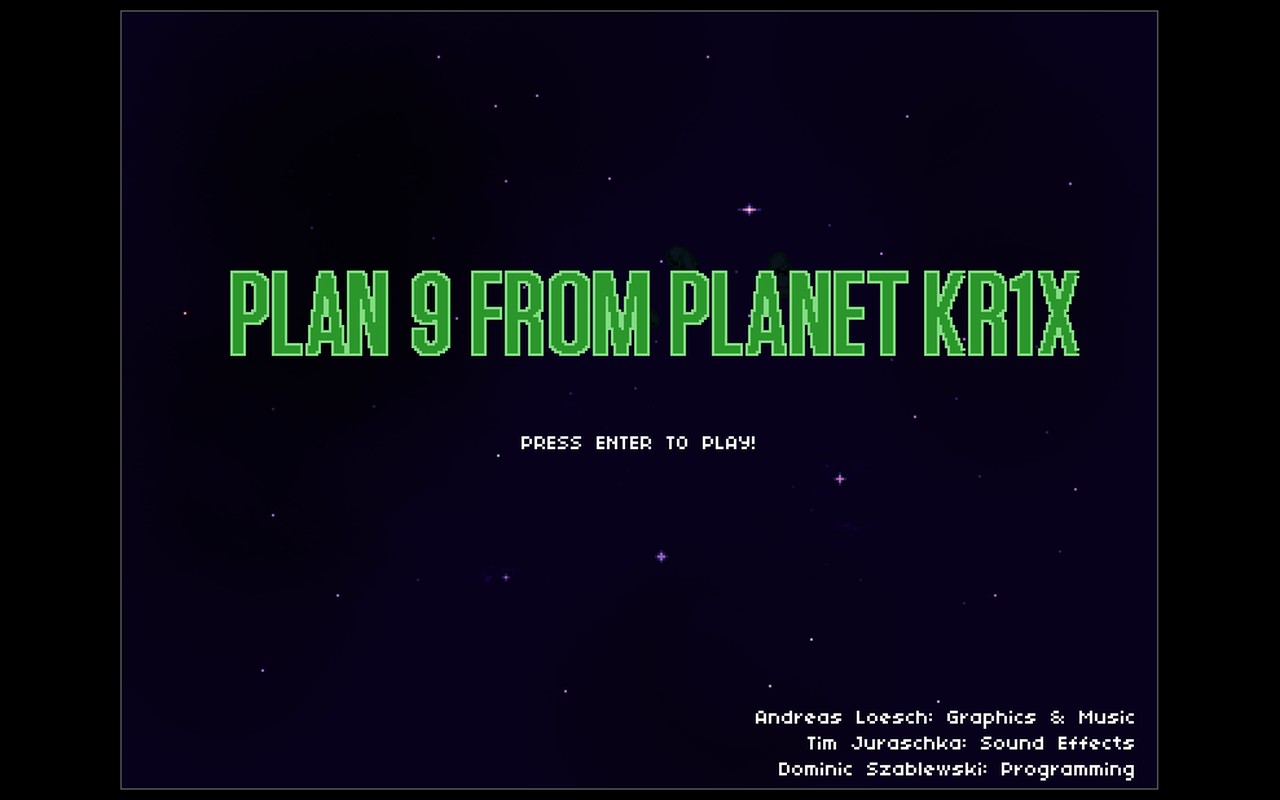 PLAN 9 FROM PLANET KR1X
PRESS ENTER TO PLAY!
Andreas Loesch: Graphics & Music
Tim Juraschka: Sound Effects
Dominic Szablewski: Programming